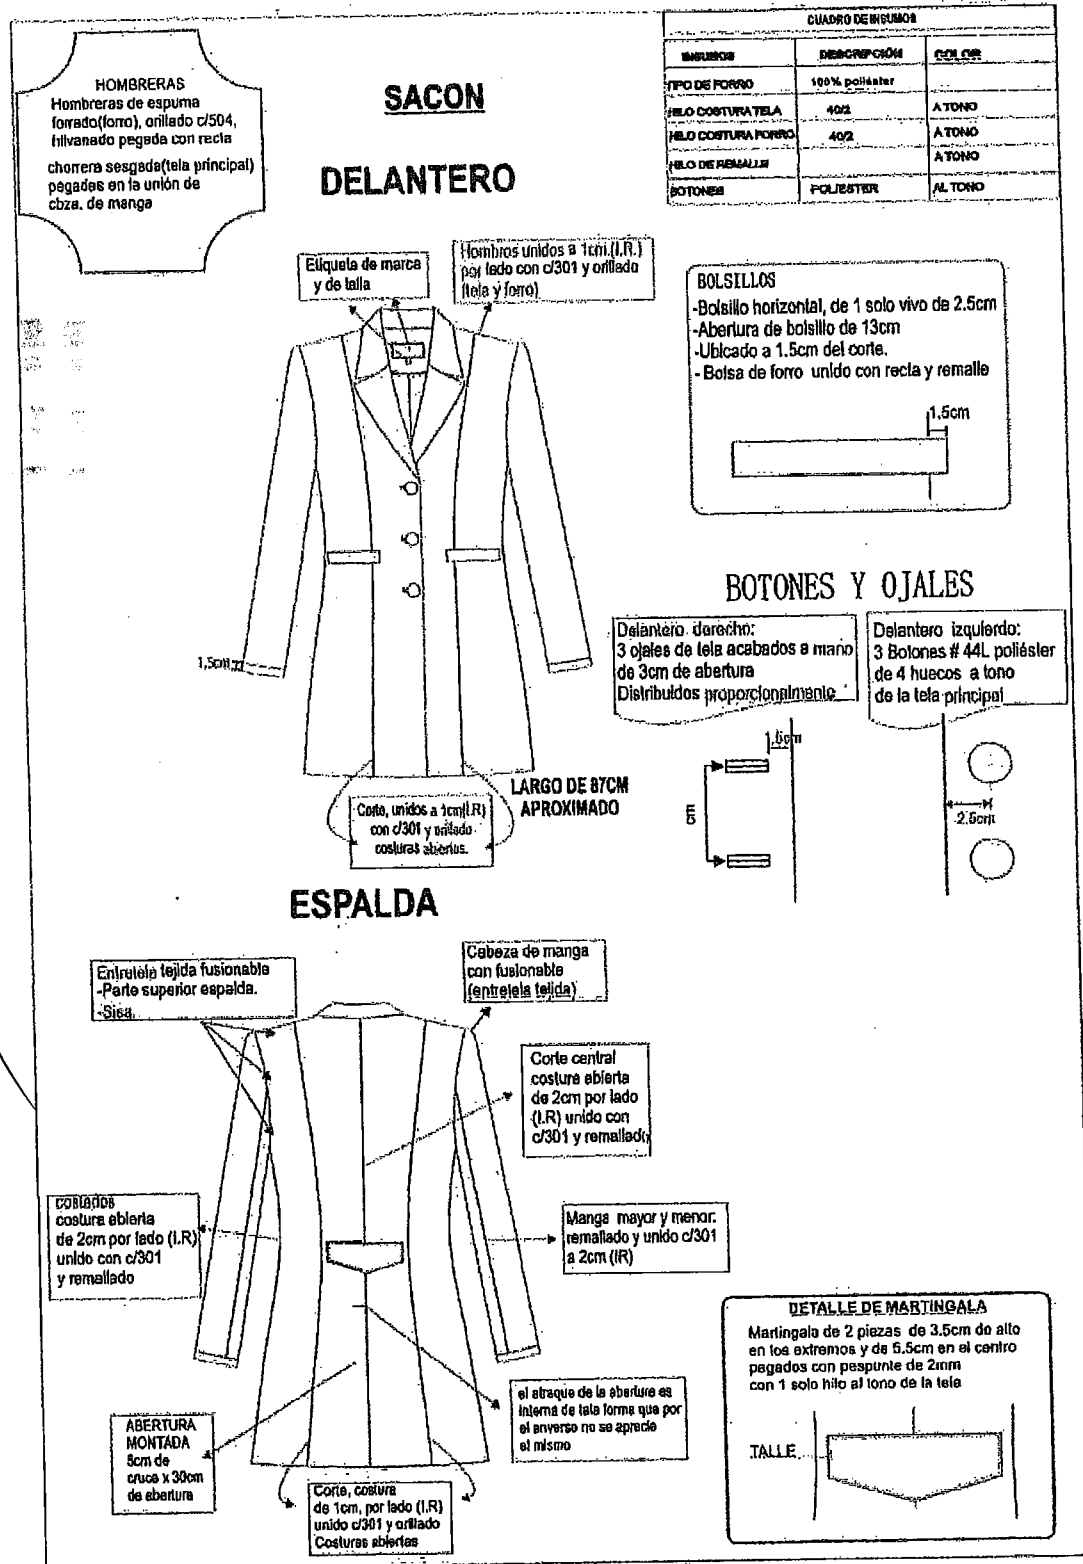 HOMBRERAS
Hombreras de espuma
forrado(forro), orillado c/504,
hilvanado pegada con recta
chorrera sesgada(tela principal)
pegadas en la unión de
cbza. de manga
SACON
DELANTERO
CUADRO DE INSUMOS
INSUMOS DESCRIPCIÓN COLOR
TIPO DE FORRO 100% poliéster
HILO COSTURA TELA 40/2 A TONO
HILO COSTURA FORRO 40/2 A TONO
HILO DE REMALLE A TONO
BOTONES POLIESTER AL TONO
Etiqueta de marca
y de talla
Hombros unidos a 1cm.(I.R.)
por lado con c/301 y orillado
(tela y forro)
BOLSILLOS
-Bolsillo horizontal, de 1 solo vivo de 2.5cm
-Abertura de bolsillo de 13cm
-Ubicado a 1.5cm del corte.
- Bolsa de forro unido con recta y remalle
1,5cm
1,5cm
BOTONES Y OJALES
Delantero derecho:
3 ojales de tela acabados a mano
de 3cm de abertura
Distribuidos proporcionalmente
Delantero izquierdo:
3 Botones # 44L poliéster
de 4 huecos a tono
de la tela principal
2.5cm
LARGO DE 87CM
APROXIMADO
Corte, unidos a 1cm(I.R)
con c/301 y orillado
costuras abiertas.
ESPALDA
Entretela tejida fusionable
-Parte superior espalda.
-Sisa.
Cabeza de manga
con fusionable
(entretela tejida)
Corte central
costura abierta
de 2cm por lado
(I.R) unido con
c/301 y remallado
costados
costura abierta
de 2cm por lado (I.R)
unido con c/301
y remallado
Manga mayor y menor:
remallado y unido c/301
a 2cm (IR)
DETALLE DE MARTINGALA
Martingala de 2 piezas de 3.5cm de alto
en los extremos y de 5.5cm en el centro
pegados con pespunte de 2mm
con 1 solo hilo al tono de la tela
TALLE
el atraque de la abertura es
interna de tela forma que por
el anverso no se aprecie
el mismo
ABERTURA
MONTADA
5cm de
cruce x 30cm
de abertura
Corte, costura
de 1cm, por lado (I.R)
unido c/301 y orillado
Costuras abiertas